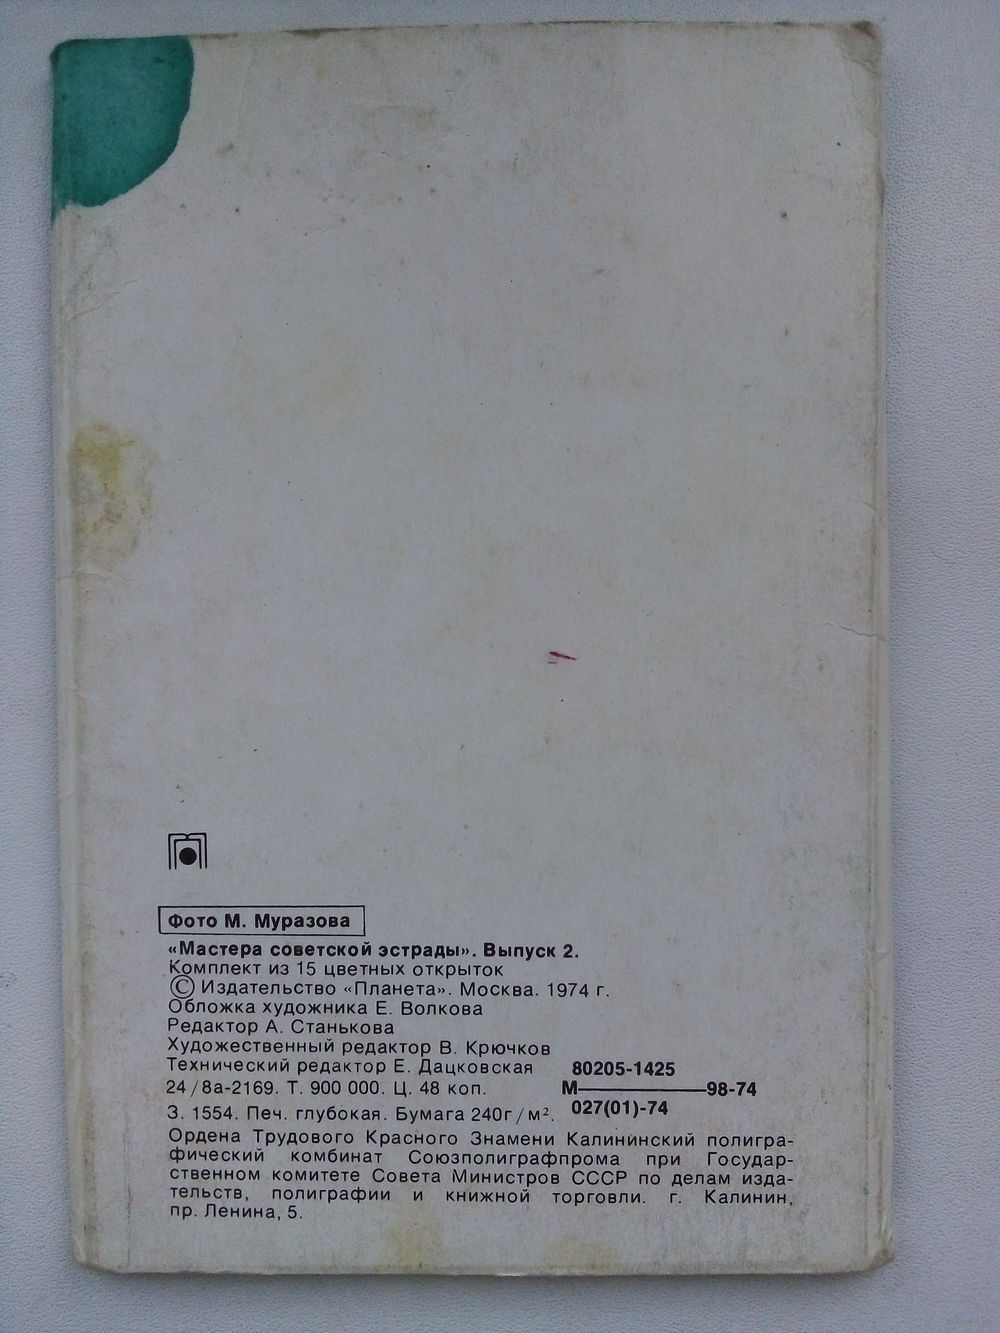 Фото М. Муразова
«Мастера советской эстрады». Выпуск 2.
Комплект из 15 цветных открыток
© Издательство «Планета». Москва. 1974 г.
Обложка художника Е. Волкова
Редактор А. Станькова
Художественный редактор В. Крючков
Технический редактор Е. Дацковская
24/8а-2169. Т. 900 000. Ц. 48 коп.
З. 1554. Печ. глубокая. Бумага 240г/м².
80205-1425
М———98-74
027(01)-74
Ордена Трудового Красного Знамени Калининский полигра-
фический комбинат Союзполиграфпрома при Государ-
ственном комитете Совета Министров СССР по делам изда-
тельств, полиграфии и книжной торговли. г. Калинин,
пр. Ленина, 5.